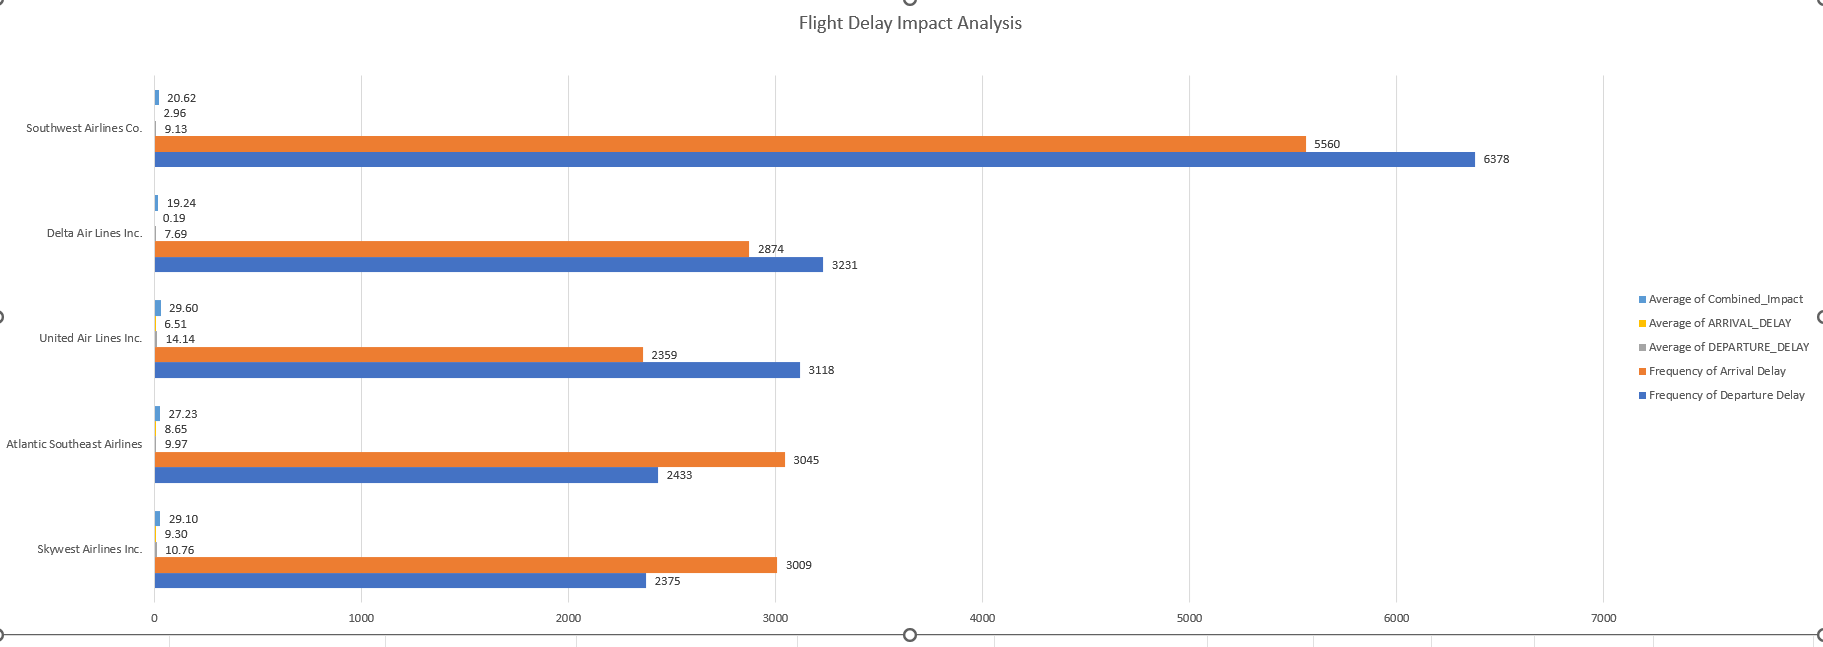 Flight Delay Impact Analysis
20.62
2.96
Southwest Airlines Co.
9.13
5560
6378
19.24
0.19
Delta Air Lines Inc.
7.69
2874
3231
29.60
6.51
United Air Lines Inc.
14.14
2359
3118
27.23
8.65
Atlantic Southeast Airlines
9.97
3045
2433
29.10
9.30
Skywest Airlines Inc.
10.76
3009
2375
0 1000 2000 3000 4000 5000 6000 7000
Average of Combined_Impact
Average of ARRIVAL_DELAY
Average of DEPARTURE_DELAY
Frequency of Arrival Delay
Frequency of Departure Delay